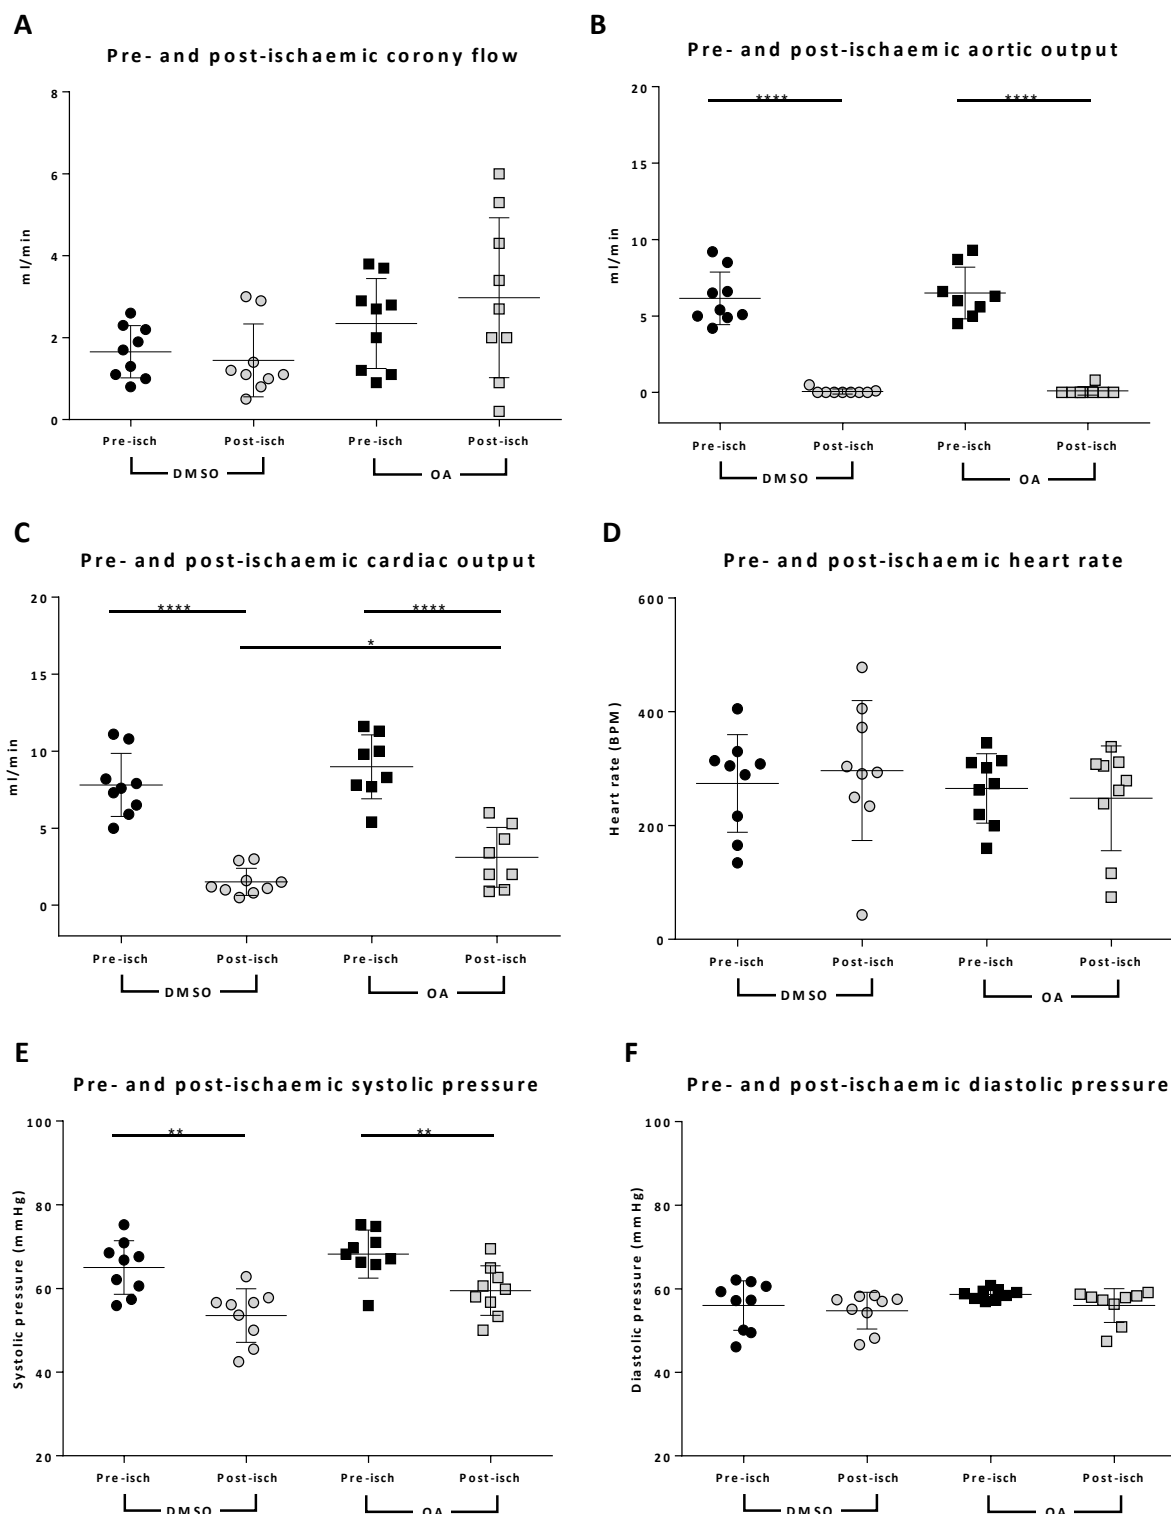 A
Pre- and post-ischaemic corony flow
8
6
4
2
0
ml/min
Pre-isch Post-isch Pre-isch Post-isch
DMSO OA
B
Pre- and post-ischaemic aortic output
20
15
10
5
0
ml/min
**** ****
Pre-isch Post-isch Pre-isch Post-isch
DMSO OA
C
Pre- and post-ischaemic cardiac output
20
15
10
5
0
ml/min
**** ****
*
Pre-isch Post-isch Pre-isch Post-isch
DMSO OA
D
Pre- and post-ischaemic heart rate
600
400
200
0
Heart rate (BPM)
Pre-isch Post-isch Pre-isch Post-isch
DMSO OA
E
Pre- and post-ischaemic systolic pressure
100
80
60
40
20
Systolic pressure (mmHg)
** **
Pre-isch Post-isch Pre-isch Post-isch
DMSO OA
F
Pre- and post-ischaemic diastolic pressure
100
80
60
40
20
Diastolic pressure (mmHg)
Pre-isch Post-isch Pre-isch Post-isch
DMSO OA